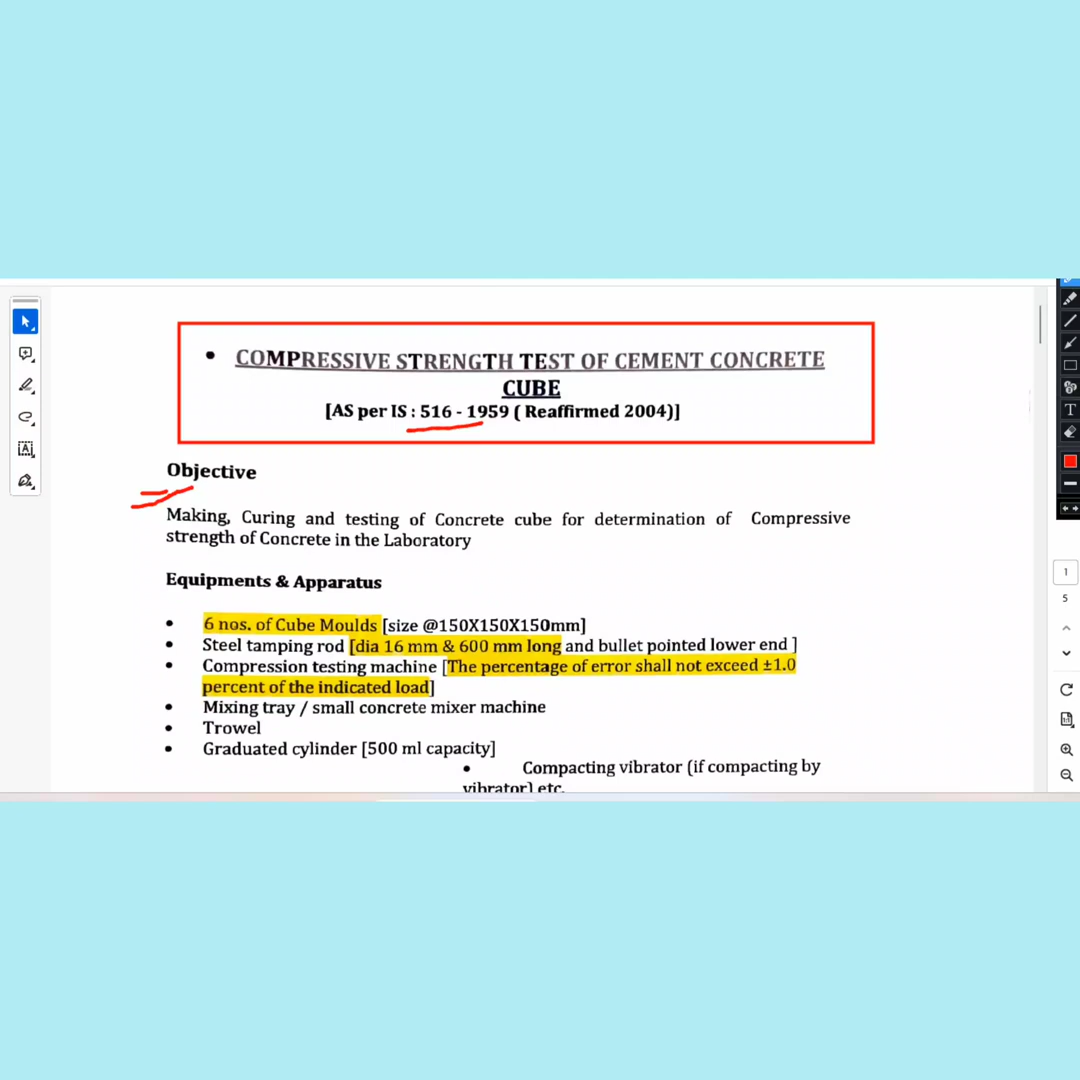 • COMPRESSIVE STRENGTH TEST OF CEMENT CONCRETE
CUBE
[AS per IS : 516 - 1959 ( Reaffirmed 2004)]
Objective
Making, Curing and testing of Concrete cube for determination of Compressive
strength of Concrete in the Laboratory
Equipments & Apparatus
• 6 nos. of Cube Moulds [size @150X150X150mm]
• Steel tamping rod [dia 16 mm & 600 mm long and bullet pointed lower end ]
• Compression testing machine [The percentage of error shall not exceed ±1.0
percent of the indicated load]
• Mixing tray / small concrete mixer machine
• Trowel
• Graduated cylinder [500 ml capacity]
• Compacting vibrator (if compacting by
vibrator) etc.
T
1
5